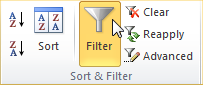 A Z
Z A
Sort
Z A
A Z
Filter
Clear
Reapply
Advanced
Sort & Filter